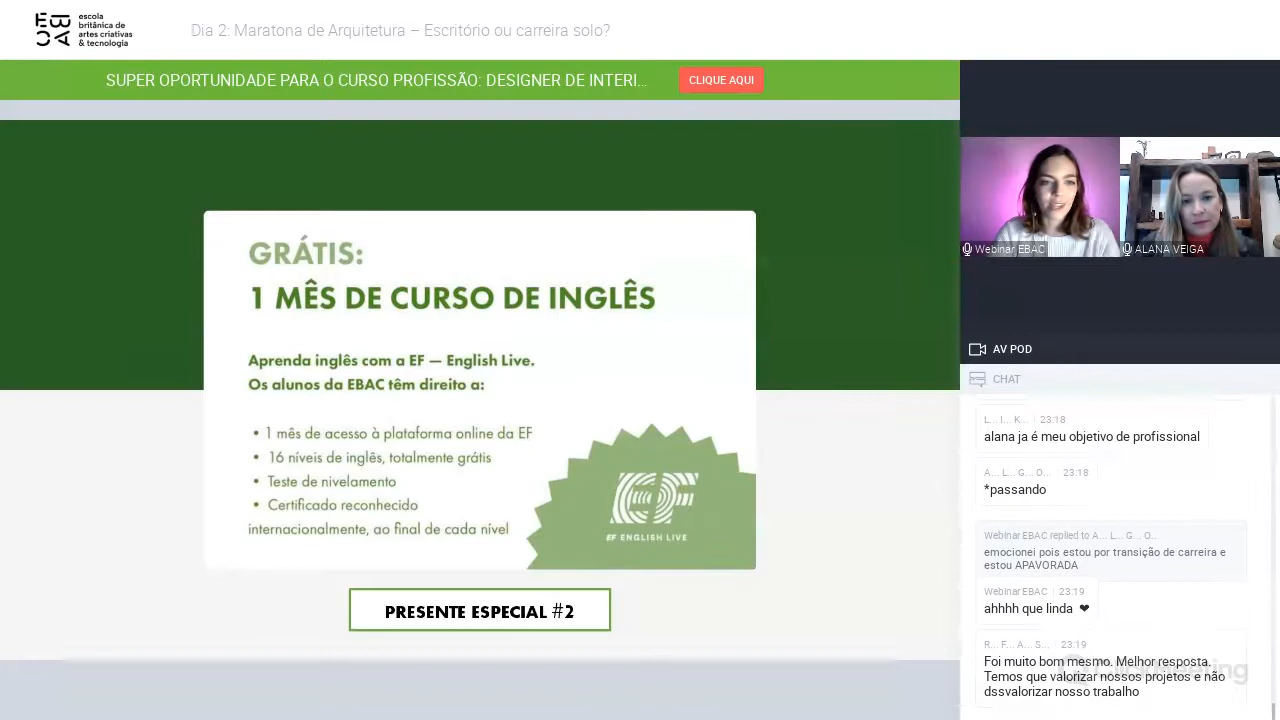 EBAC
escola
britânica de
artes criativas
& tecnologia
Dia 2: Maratona de Arquitetura – Escritório ou carreira solo?
SUPER OPORTUNIDADE PARA O CURSO PROFISSÃO: DESIGNER DE INTERI...
CLIQUE AQUI
GRÁTIS:
1 MÊS DE CURSO DE INGLÊS
Aprenda inglês com a EF — English Live.
Os alunos da EBAC têm direito a:
• 1 mês de acesso à plataforma online da EF
• 16 níveis de inglês, totalmente grátis
• Teste de nivelamento
• Certificado reconhecido
internacionalmente, ao final de cada nível
EF
EF ENGLISH LIVE
PRESENTE ESPECIAL #2
Webinar EBAC
ALANA VEIGA
AV POD
CHAT
L... I... K... 23:18
alana ja é meu objetivo de profissional
A... L... G... O... 23:18
*passando
Webinar EBAC replied to A... L... G... O..
emocionei pois estou por transição de carreira e
estou APAVORADA
Webinar EBAC 23:19
ahhhh que linda ❤
R... F... A... S... 23:19
Foi muito bom mesmo. Melhor resposta.
Temos que valorizar nossos projetos e não
dssvalorizar nosso trabalho
ClickMeeting